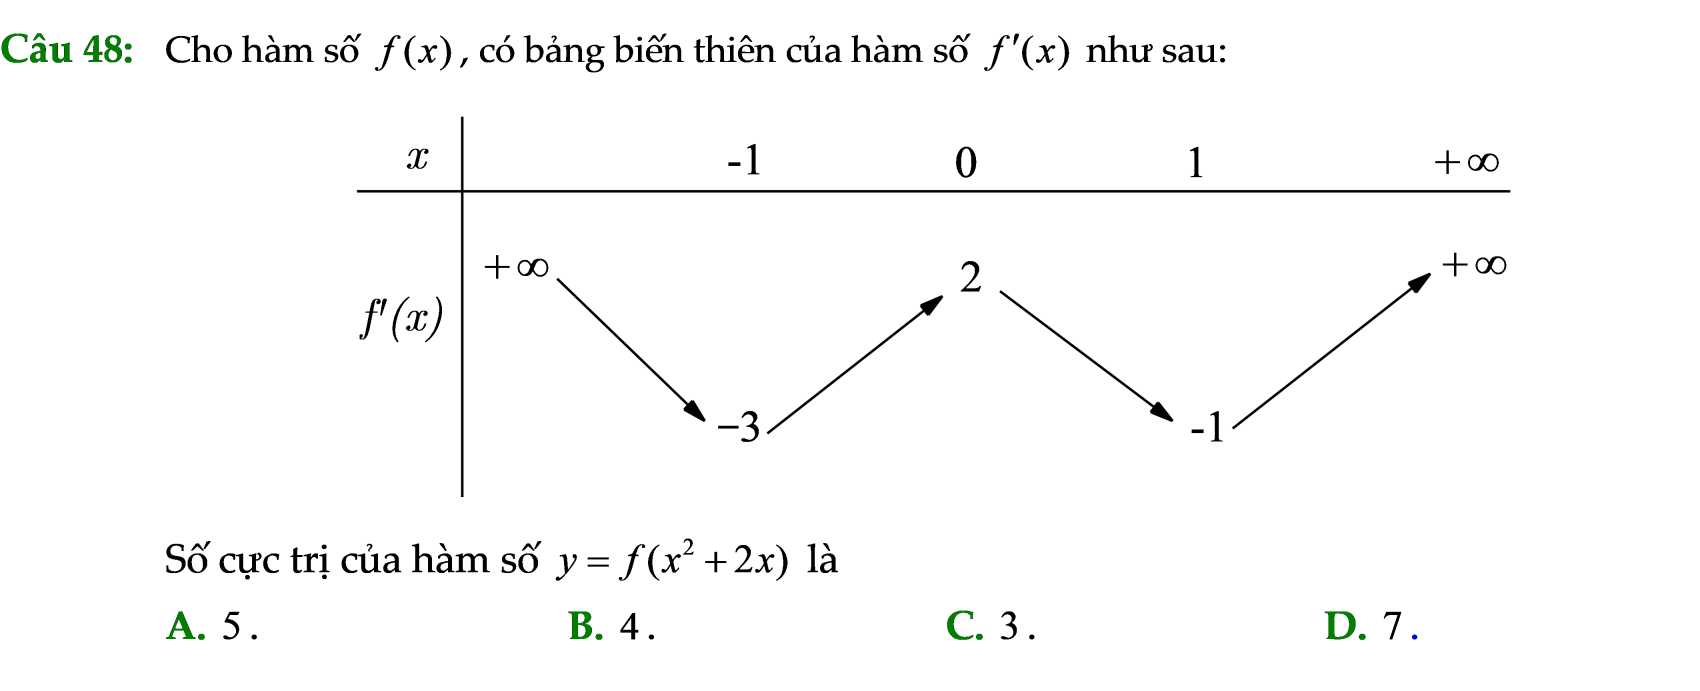 Câu 48: Cho hàm số f(x), có bảng biến thiên của hàm số f′(x) như sau:
x -1 0 1 +∞
+∞ 2 +∞
f'(x)
−3 -1
Số cực trị của hàm số y = f(x² + 2x) là
A. 5. B. 4. C. 3. D. 7.